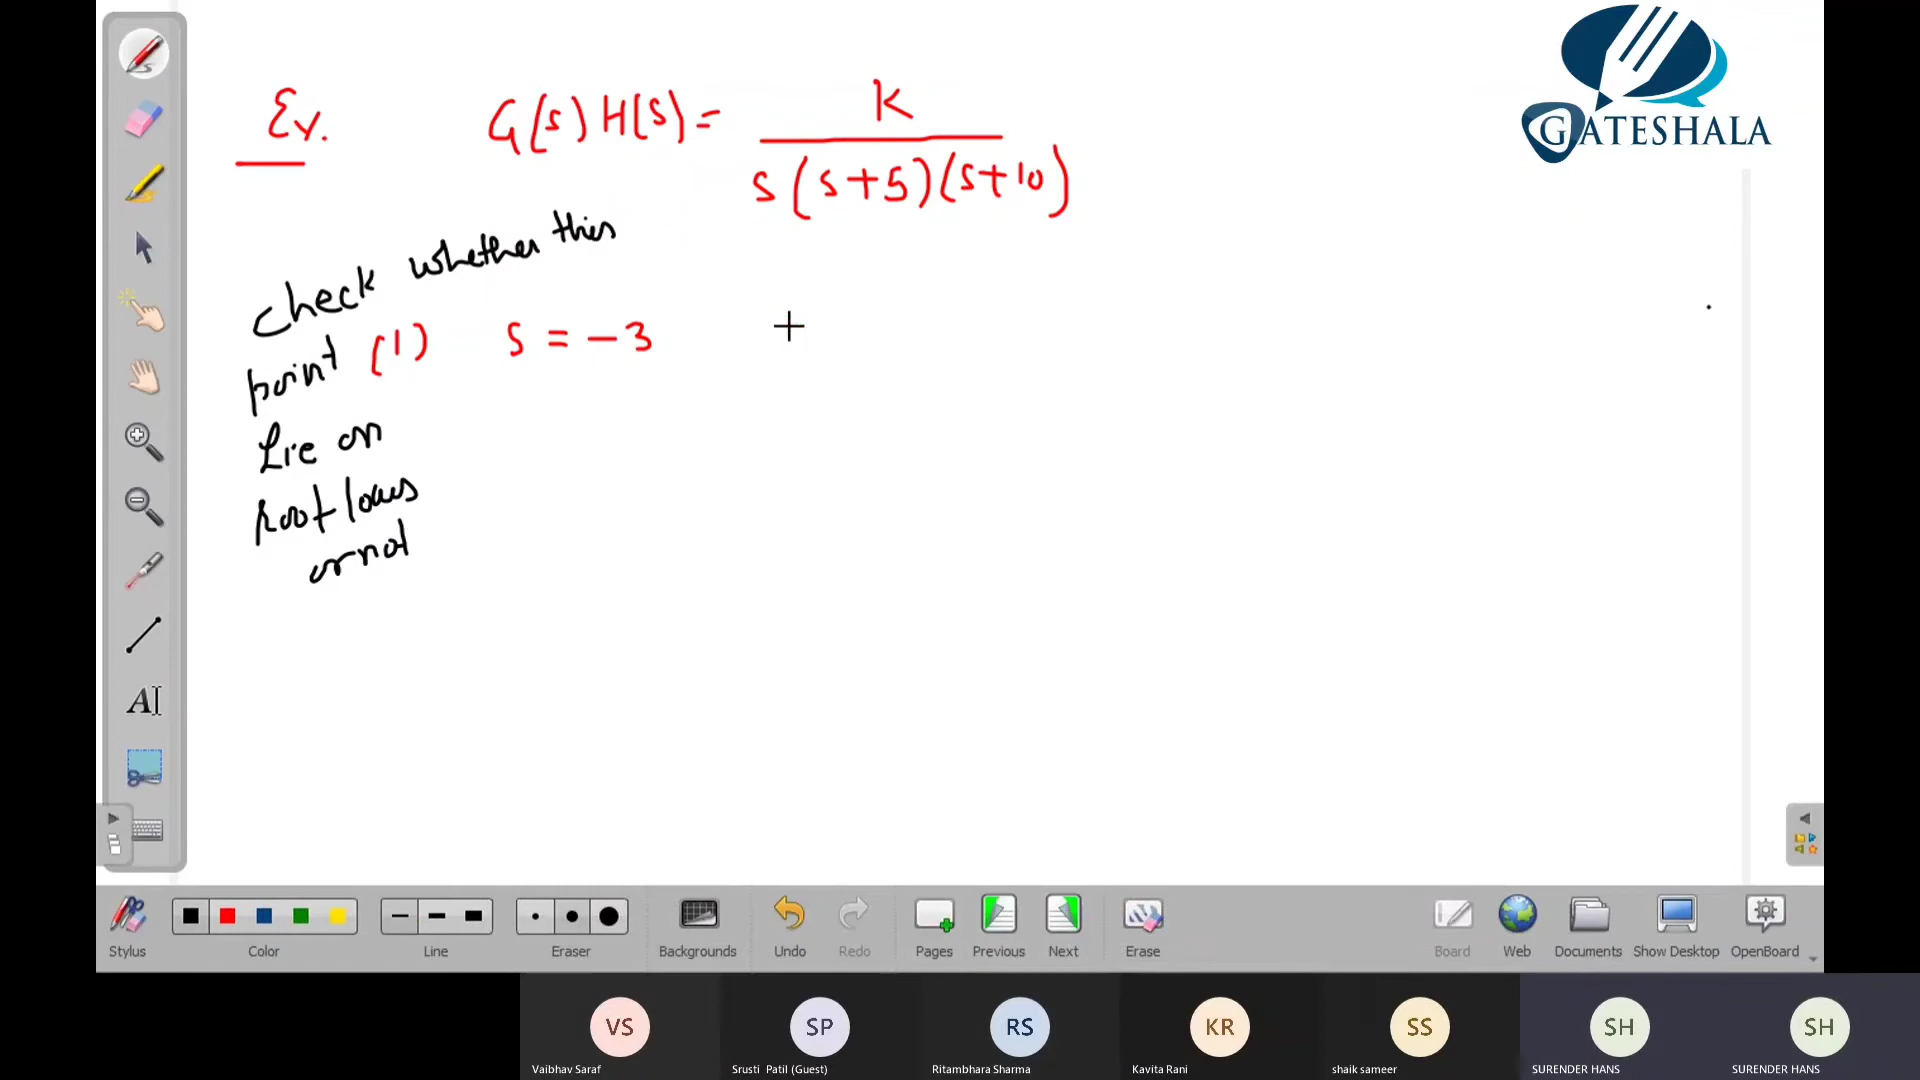 GATESHALA
Ex. G(s) H(s) = K
s(s+5)(s+10)
check whether this
point (1) s = -3
Lie on
Root locus
or not
Stylus
Color
Line
Eraser
Backgrounds
Undo
Redo
Pages
Previous
Next
Erase
Board
Web
Documents
Show Desktop
OpenBoard
VS
SP
RS
KR
SS
SH
SH
Vaibhav Saraf
Srusti Patil (Guest)
Ritambhara Sharma
Kavita Rani
shaik sameer
SURENDER HANS
SURENDER HANS